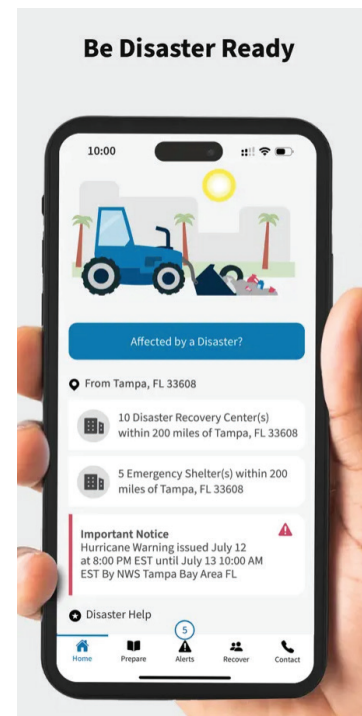 Be Disaster Ready
10:00
Affected by a Disaster?
From Tampa, FL 33608
10 Disaster Recovery Center(s)
within 200 miles of Tampa, FL 33608
5 Emergency Shelter(s) within 200
miles of Tampa, FL 33608
Important Notice
Hurricane Warning issued July 12
at 8:00 PM EST until July 13 10:00 AM
EST By NWS Tampa Bay Area FL
Disaster Help
5
Home
Prepare
Alerts
Recover
Contact